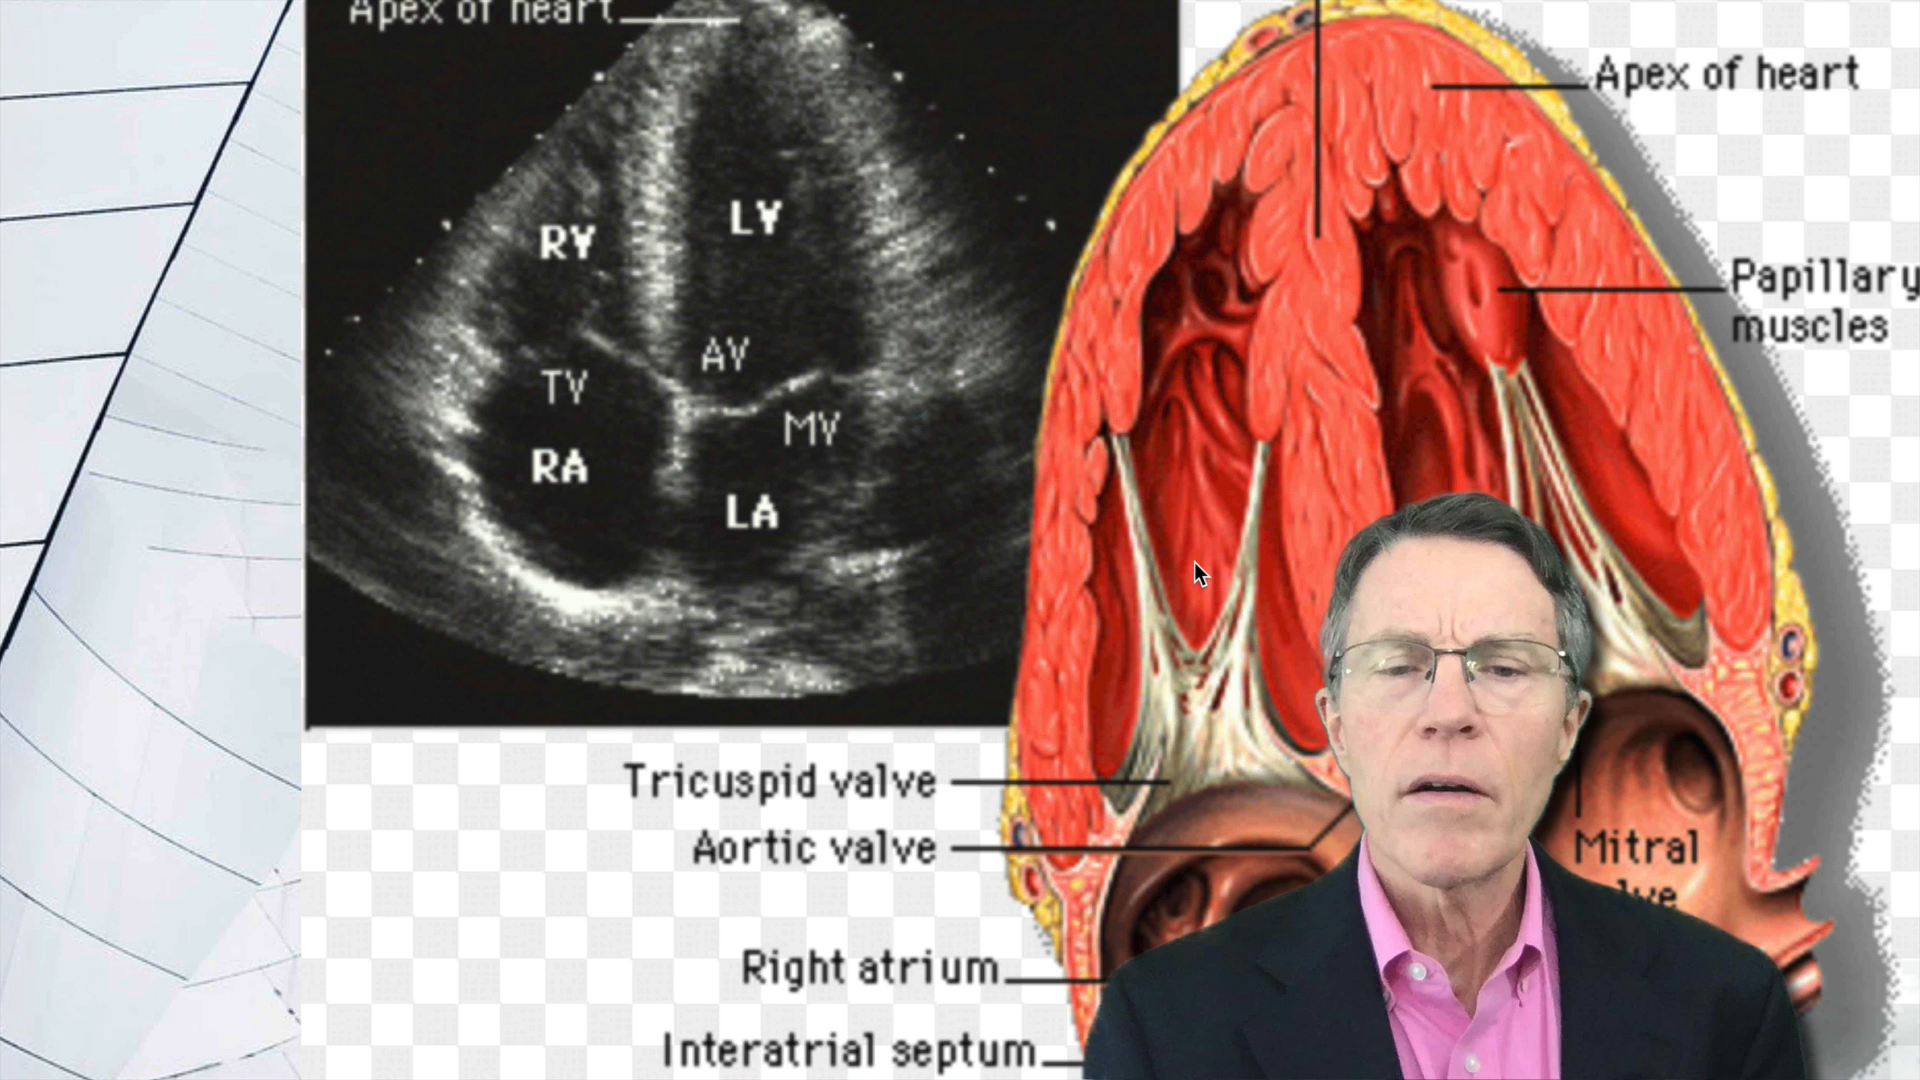 Apex of heart
Apex of heart
LV
RV
Papillary
muscles
AV
TV
MV
RA
LA
Tricuspid valve
Aortic valve
Mitral
Right atrium
Interatrial septum